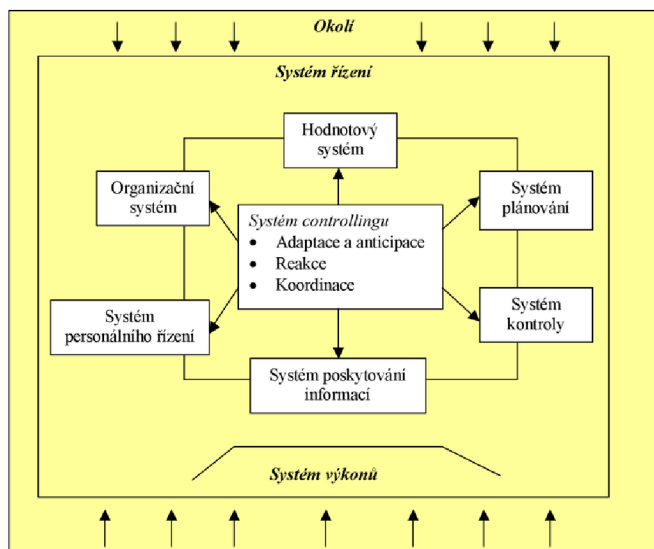 Okolí
Systém řízení
Hodnotový
systém
Organizační
systém
Systém
plánování
Systém controllingu
• Adaptace a anticipace
• Reakce
• Koordinace
Systém
personálního řízení
Systém
kontroly
Systém poskytování
informací
Systém výkonů